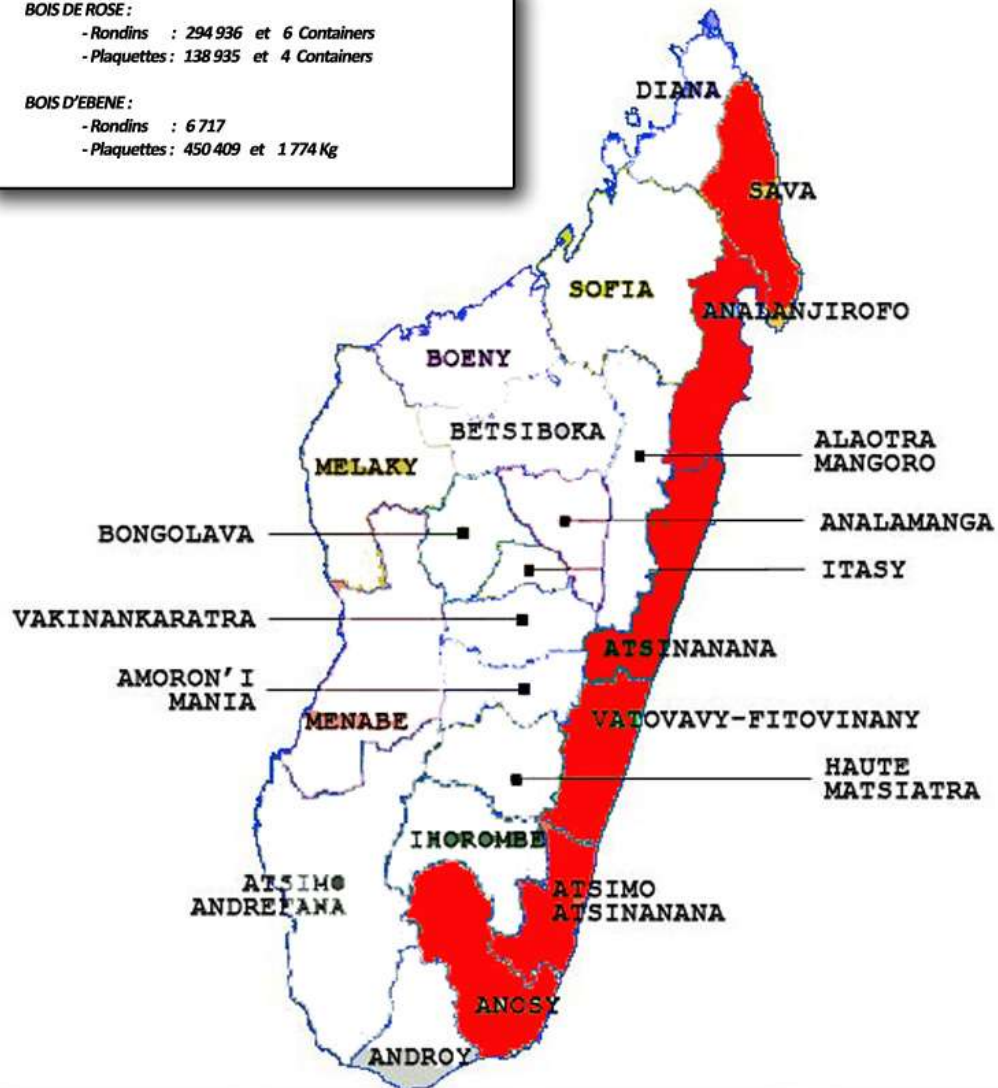 BOIS DE ROSE :
- Rondins : 294 936 et 6 Containers
- Plaquettes : 138 935 et 4 Containers
BOIS D'EBENE :
- Rondins : 6 717
- Plaquettes : 450 409 et 1 774 Kg
DIANA
SAVA
SOFIA
ANALANJIROFO
BOENY
BETSIBOKA
ALAOTRA
MANGORO
MELAKY
BONGOLAVA
ANALAMANGA
ITASY
VAKINANKARATRA
ATSINANANA
AMORON'I
MANIA
MENABE
VATOVAVY-FITOVINANY
HAUTE
MATSIATRA
IHOROMBE
ATSIMO
ANDREFANA
ATSIMO
ATSINANANA
ANOSY
ANDROY